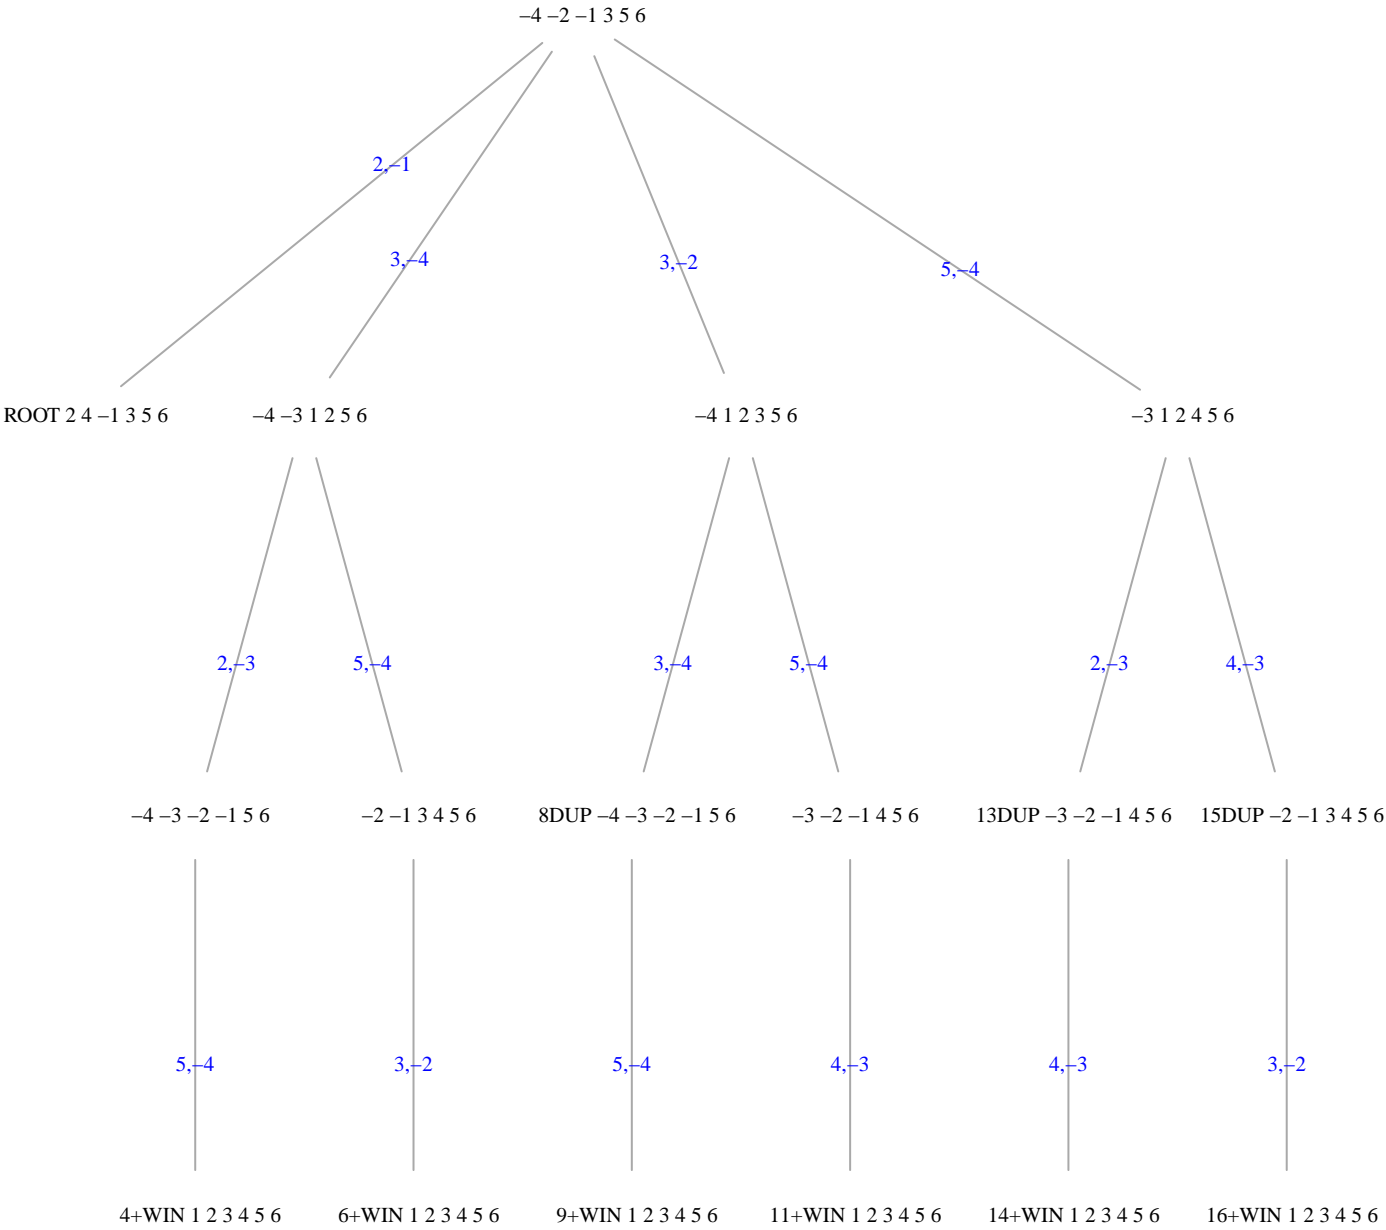 –4 –2 –1 3 5 6
2,–1
3,–4
3,–2
5,–4
ROOT 2 4 –1 3 5 6
–4 –3 1 2 5 6
–4 1 2 3 5 6
–3 1 2 4 5 6
2,–3
5,–4
3,–4
5,–4
2,–3
4,–3
–4 –3 –2 –1 5 6
–2 –1 3 4 5 6
8DUP –4 –3 –2 –1 5 6
–3 –2 –1 4 5 6
13DUP –3 –2 –1 4 5 6
15DUP –2 –1 3 4 5 6
5,–4
3,–2
5,–4
4,–3
4,–3
3,–2
4+WIN 1 2 3 4 5 6
6+WIN 1 2 3 4 5 6
9+WIN 1 2 3 4 5 6
11+WIN 1 2 3 4 5 6
14+WIN 1 2 3 4 5 6
16+WIN 1 2 3 4 5 6